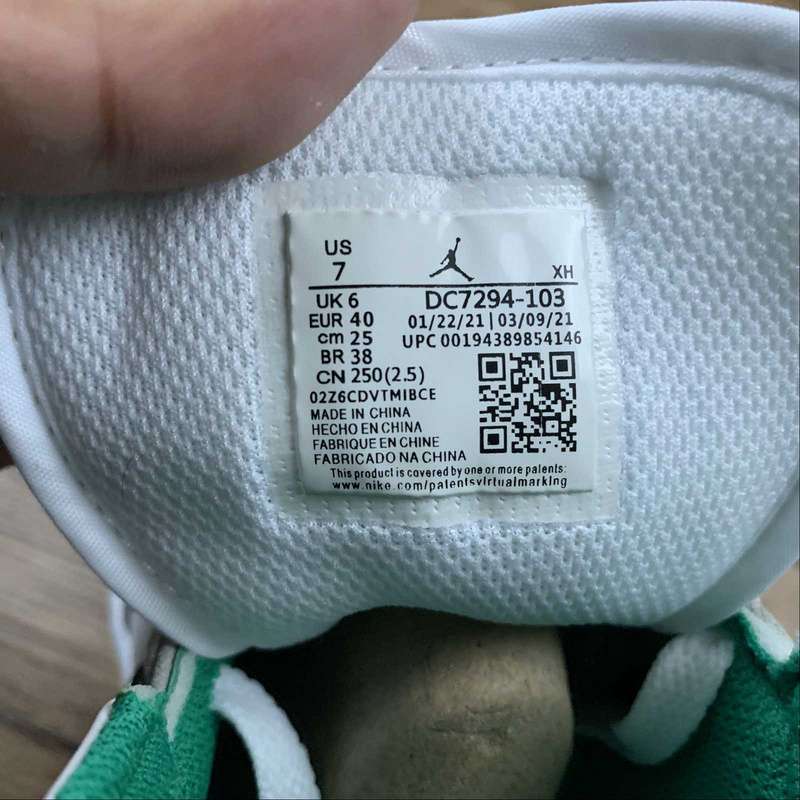 US
7
XH
UK 6 DC7294-103
EUR 40 01/22/21 | 03/09/21
cm 25 UPC 00194389854146
BR 38
CN 250(2.5)
02Z6CDVTMIBCE
MADE IN CHINA
HECHO EN CHINA
FABRIQUE EN CHINE
FABRICADO NA CHINA
This product is covered by one or more patents:
www.nike.com/patentsvirtualmarking